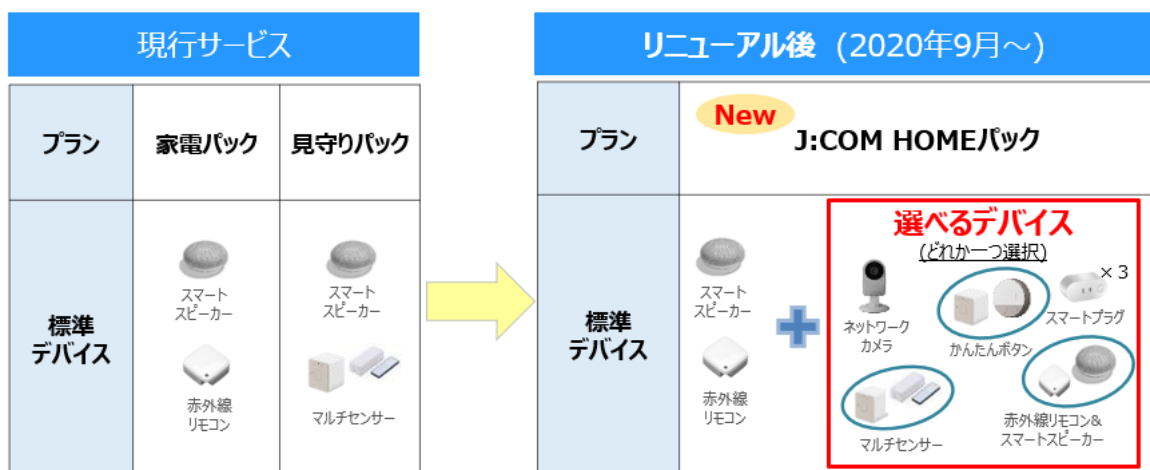 現行サービス
プラン
家電パック
見守りパック
標準
デバイス
スマート
スピーカー
赤外線
リモコン
スマート
スピーカー
マルチセンサー
リニューアル後 (2020年9月～)
プラン
New
J:COM HOMEパック
標準
デバイス
スマート
スピーカー
赤外線
リモコン
選べるデバイス
(どれか一つ選択)
ネットワーク
カメラ
かんたんボタン
×3
スマートプラグ
マルチセンサー
赤外線リモコン&
スマートスピーカー